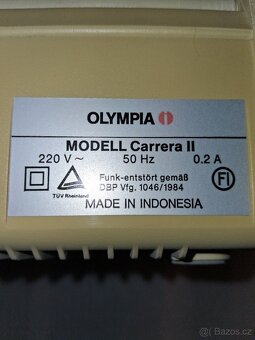 OLYMPIA
MODELL Carrera II
220 V ~ 50 Hz 0.2 A
TÜV Rheinland
Funk-entstört gemäß
DBP Vfg. 1046/1984
FI
MADE IN INDONESIA
Bazos.cz